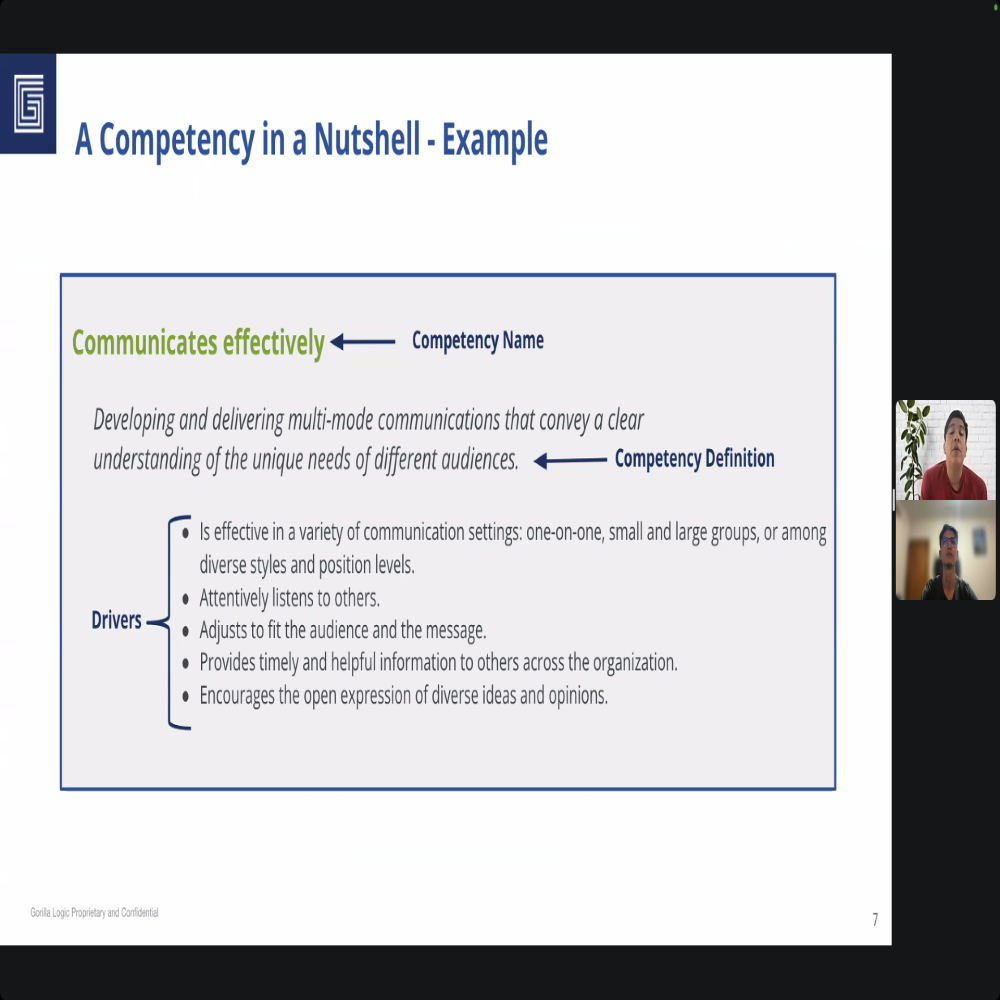 A Competency in a Nutshell - Example
Communicates effectively
Competency Name
Developing and delivering multi-mode communications that convey a clear
understanding of the unique needs of different audiences.
Competency Definition
Drivers
Is effective in a variety of communication settings: one-on-one, small and large groups, or among
diverse styles and position levels.
Attentively listens to others.
Adjusts to fit the audience and the message.
Provides timely and helpful information to others across the organization.
Encourages the open expression of diverse ideas and opinions.
Gorilla Logic Proprietary and Confidential
7